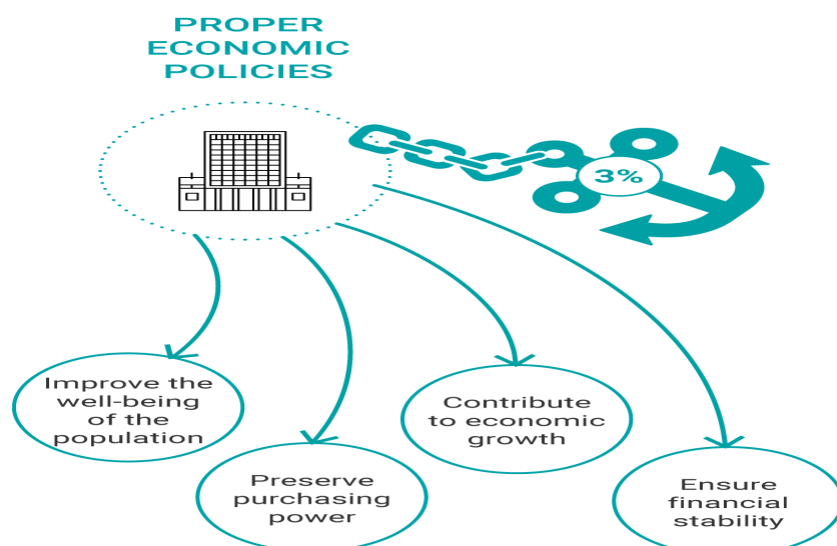 PROPER
ECONOMIC
POLICIES
3%
Improve the
well-being
of the
population
Preserve
purchasing
power
Contribute
to economic
growth
Ensure
financial
stability